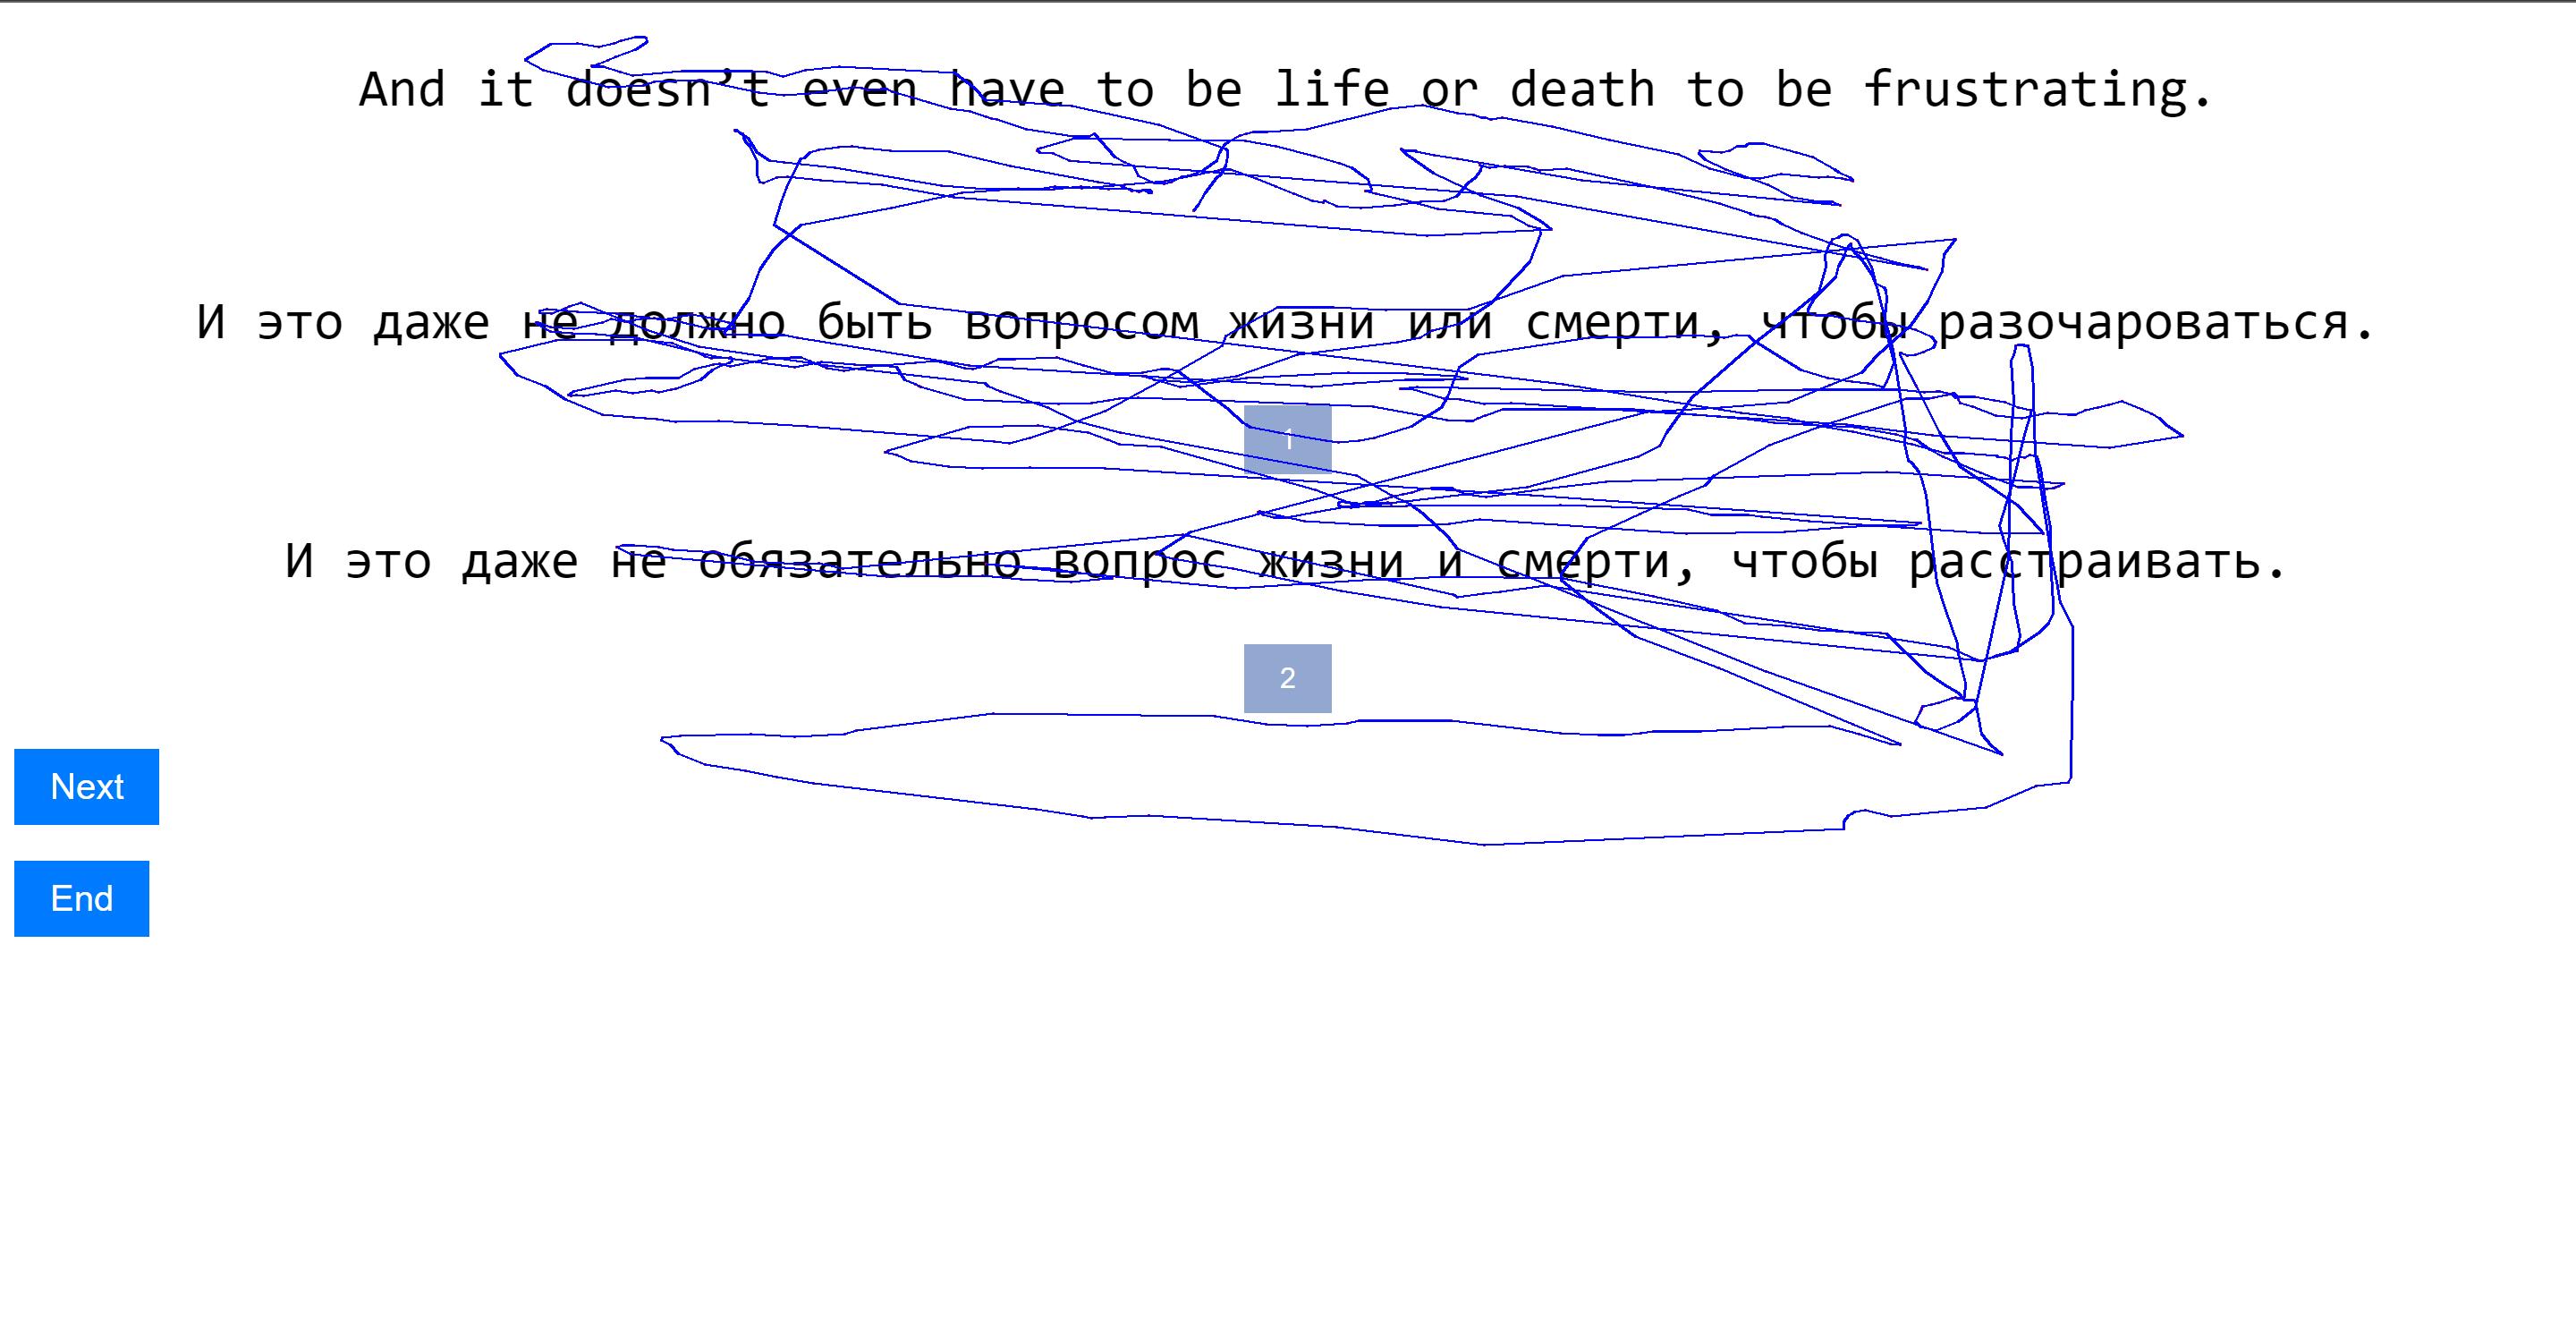 And it doesn’t even have to be life or death to be frustrating.
И это даже не должно быть вопросом жизни или смерти, чтобы разочароваться.
1
И это даже не обязательно вопрос жизни и смерти, чтобы расстраивать.
2
Next
End